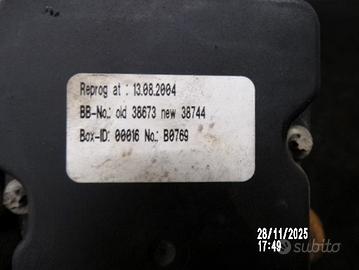 Reprog at : 13.08.2004
BB-No.: old 38673 new 38744
Box-ID: 00016 No.: B0769
28/11/2025
17:49
subito